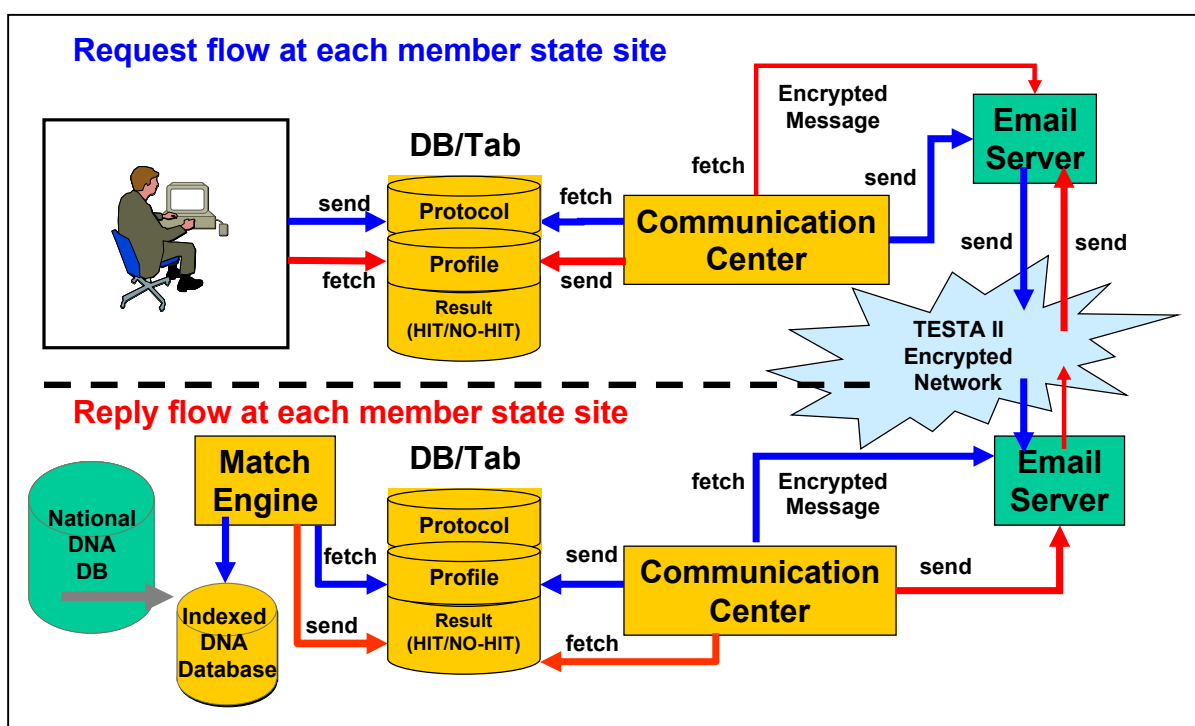 Request flow at each member state site
Encrypted
Message
Email
Server
DB/Tab
fetch
send
send
fetch
Protocol
Communication
Center
Profile
fetch
send
send
send
Result
(HIT/NO-HIT)
TESTA II
Encrypted
Network
Reply flow at each member state site
Match
Engine
DB/Tab
fetch
Encrypted
Message
Email
Server
National
DNA
DB
Protocol
fetch
send
Profile
Communication
Center
send
Indexed
DNA
Database
send
Result
(HIT/NO-HIT)
fetch